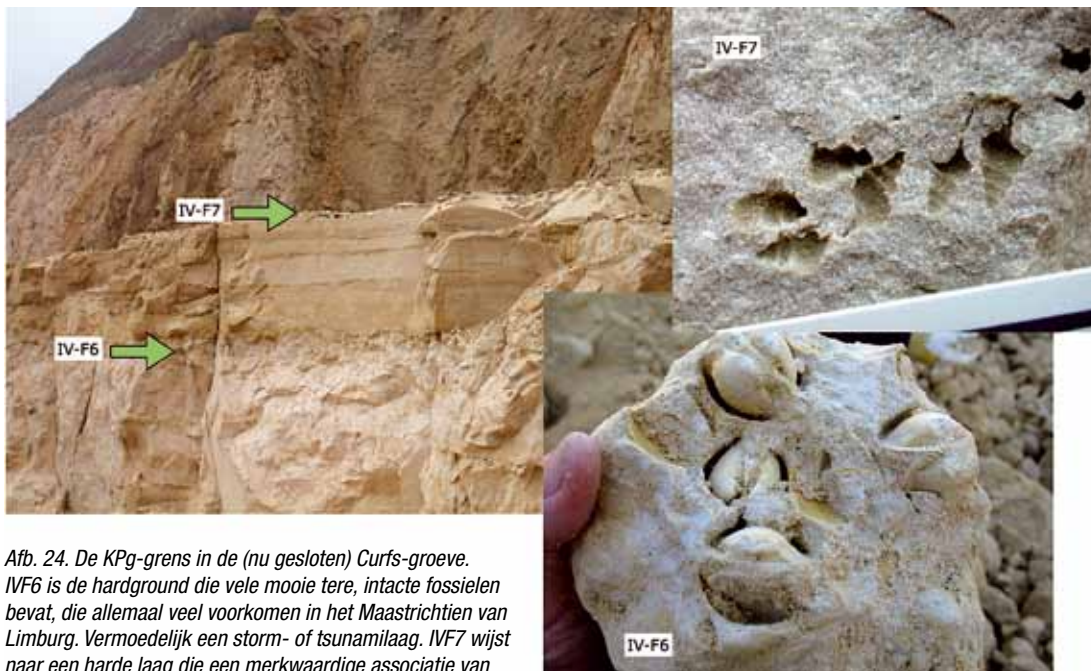 IV-F7
IV-F7
IV-F6
IV-F6
Afb. 24. De KPg-grens in de (nu gesloten) Curfs-groeve.
IVF6 is de hardground die vele mooie tere, intacte fossielen
bevat, die allemaal veel voorkomen in het Maastrichtien van
Limburg. Vermoedelijk een storm- of tsunamilaag. IVF7 wijst
naar een harde laag die een merkwaardige associatie van